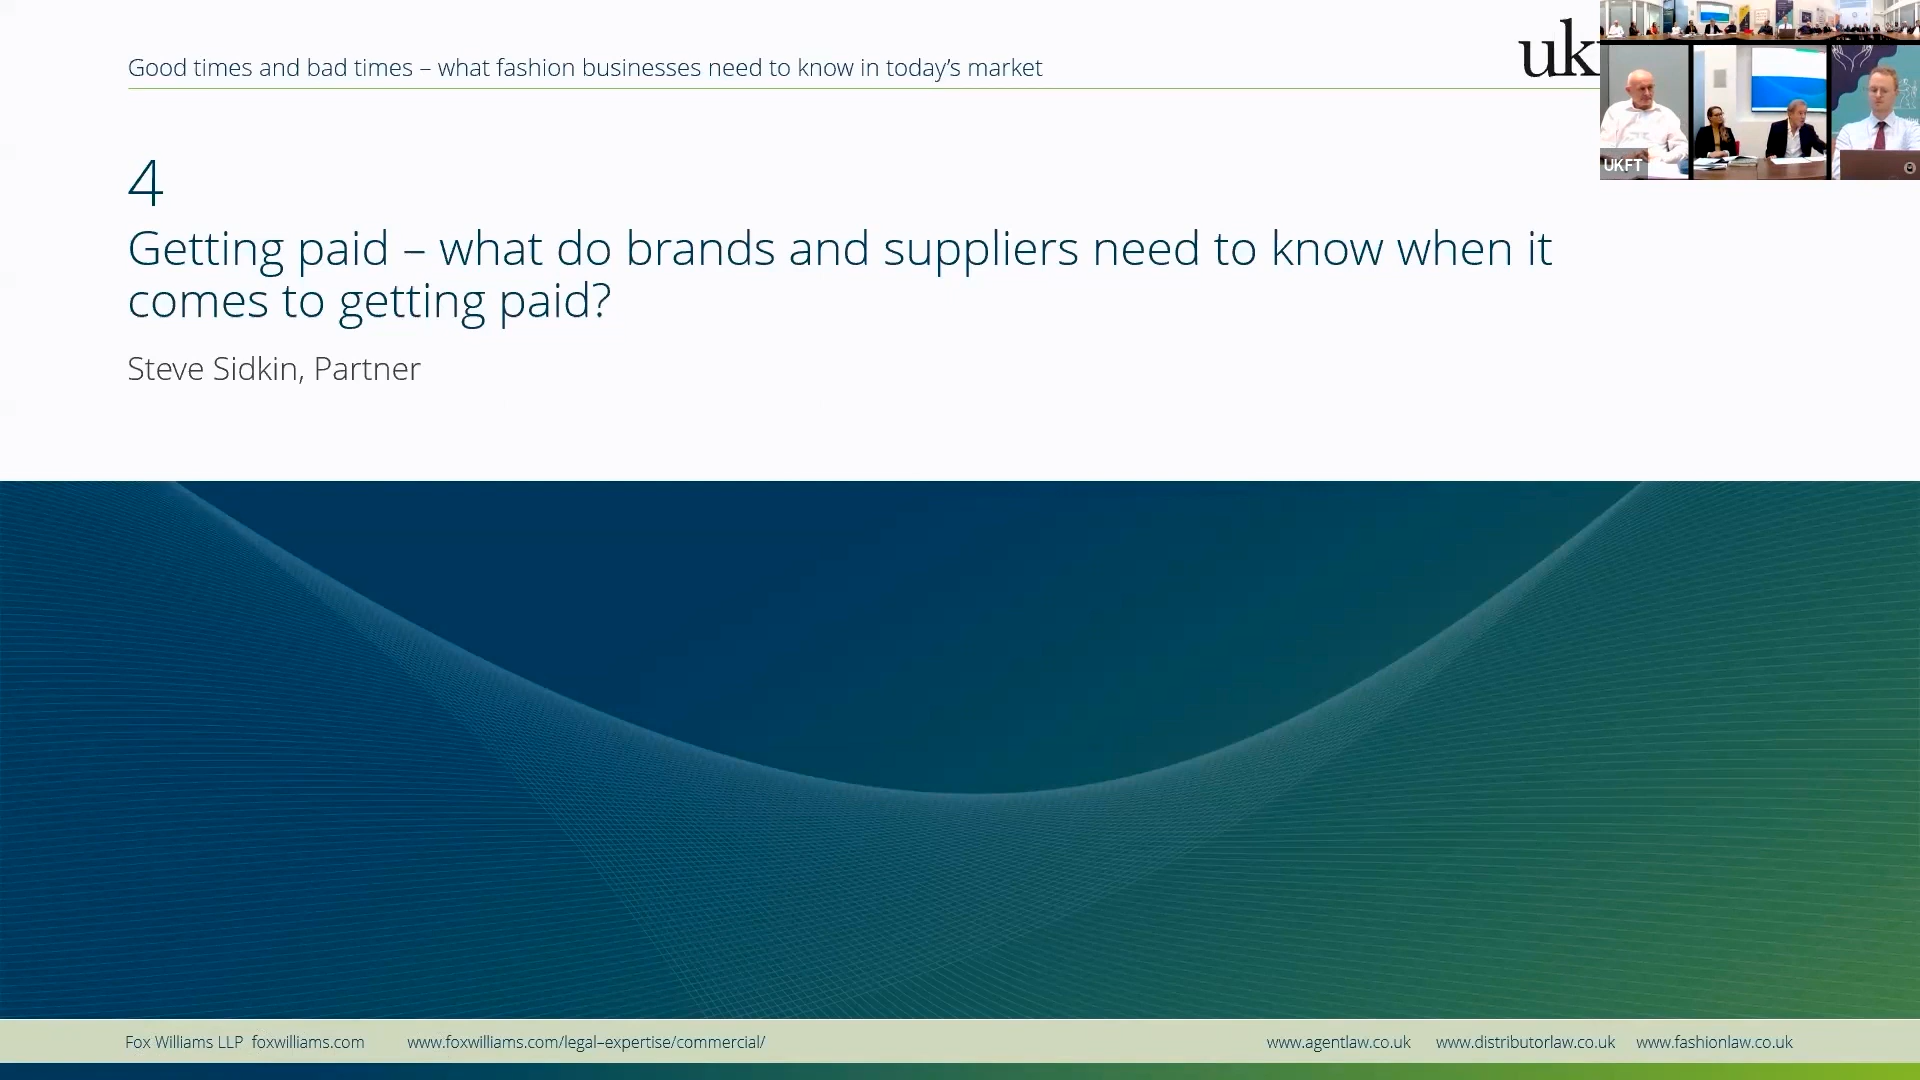 Good times and bad times – what fashion businesses need to know in today’s market
uk
UKFT
4
Getting paid – what do brands and suppliers need to know when it
comes to getting paid?
Steve Sidkin, Partner
Fox Williams LLP foxwilliams.com www.foxwilliams.com/legal–expertise/commercial/ www.agentlaw.co.uk www.distributorlaw.co.uk www.fashionlaw.co.uk